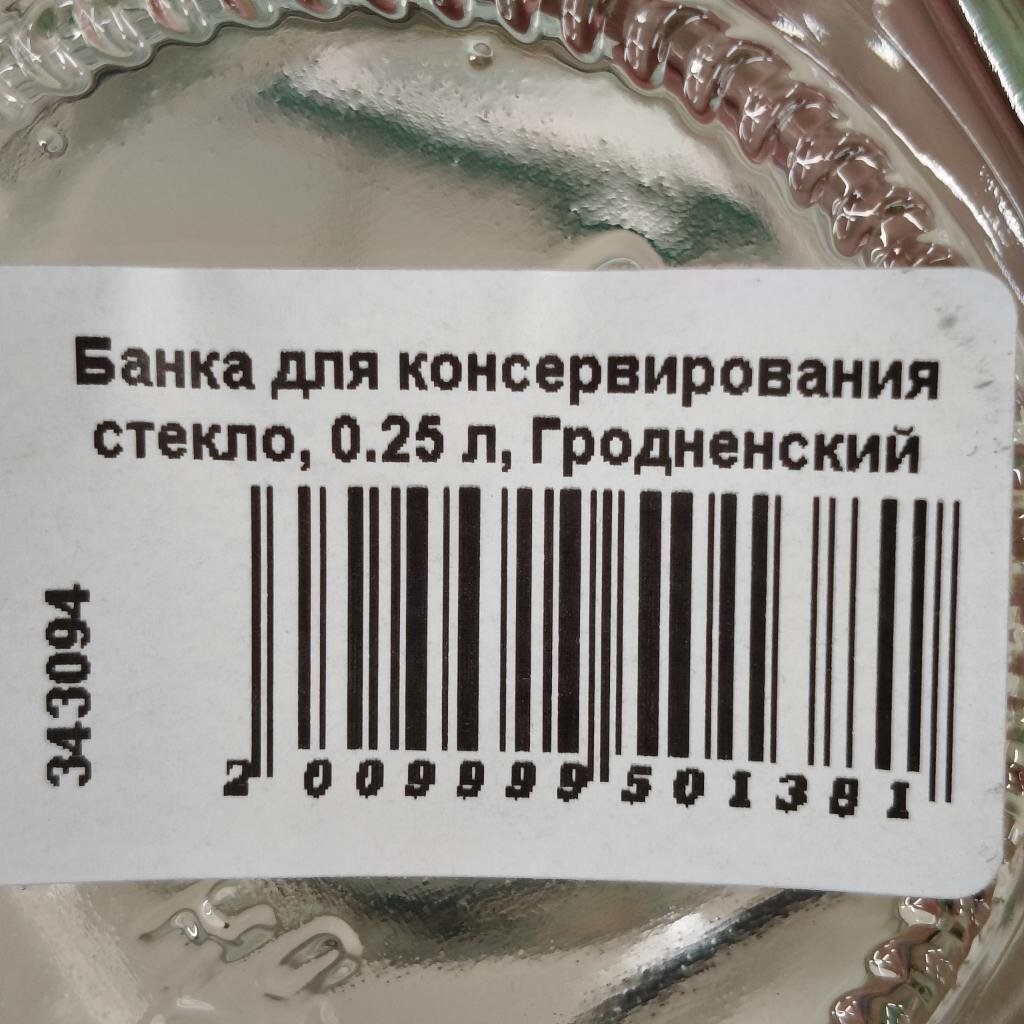 Банка для консервирования
стекло, 0.25 л, Гродненский
343094
2 009999 501381